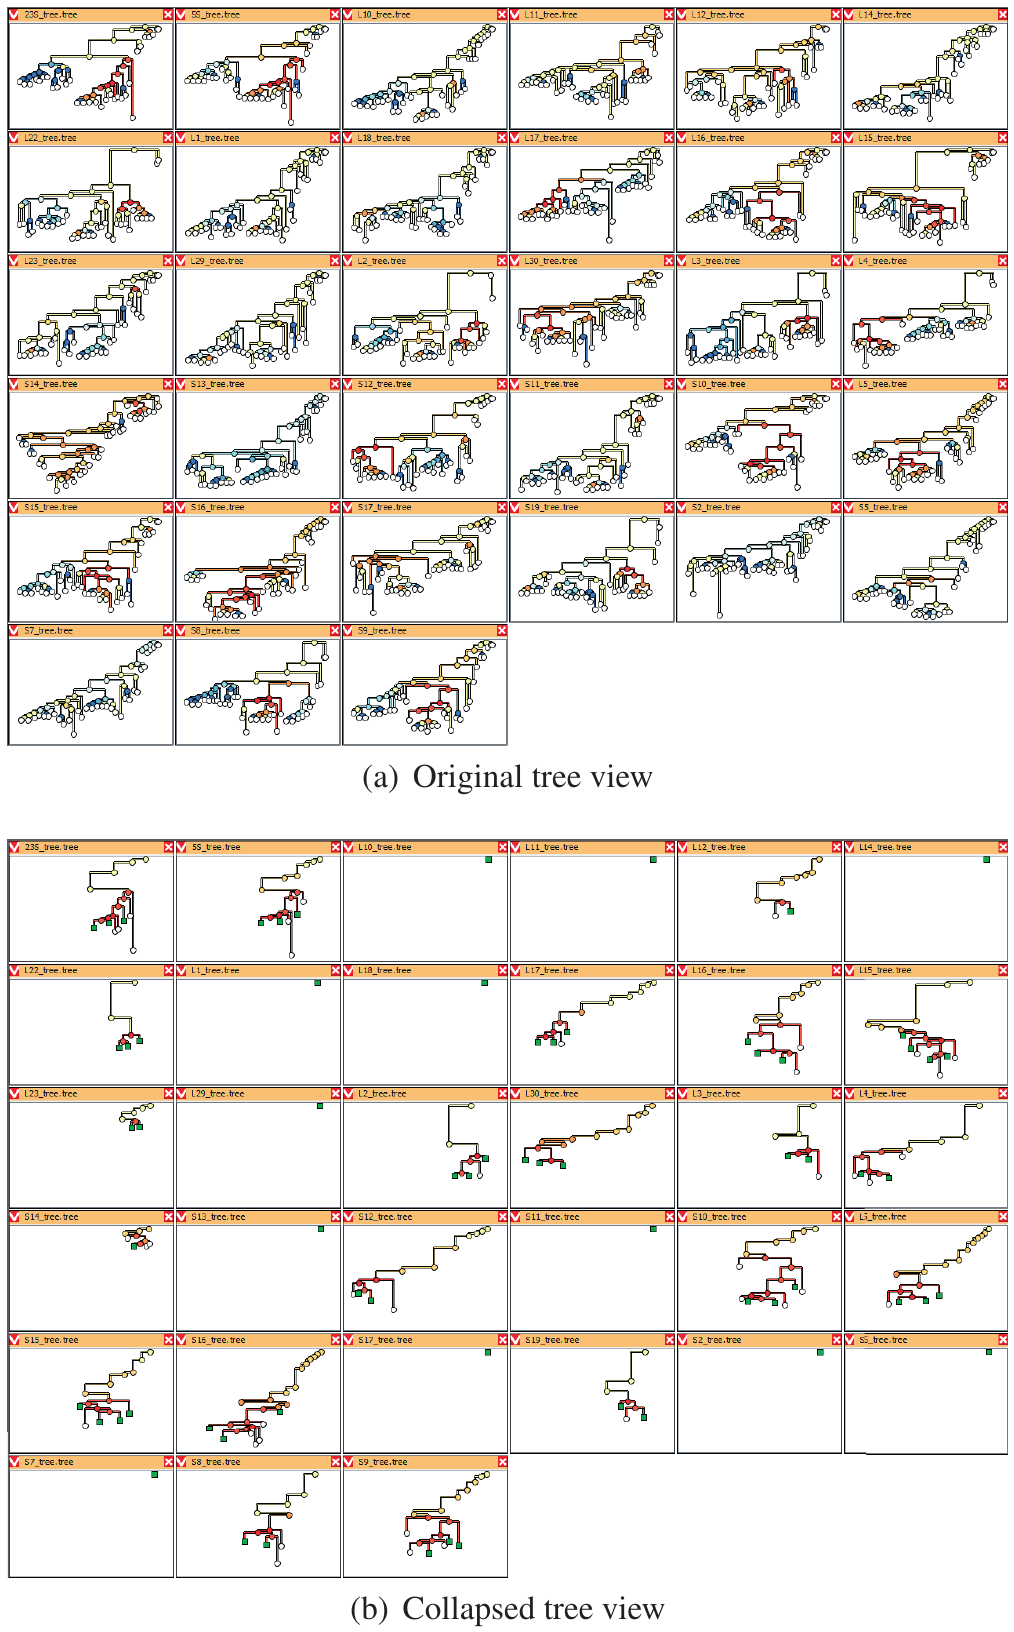 23S_tree.tree 5S_tree.tree L10_tree.tree L11_tree.tree L12_tree.tree L14_tree.tree
L22_tree.tree L1_tree.tree L18_tree.tree L17_tree.tree L16_tree.tree L15_tree.tree
L23_tree.tree L29_tree.tree L2_tree.tree L30_tree.tree L3_tree.tree L4_tree.tree
S14_tree.tree S13_tree.tree S12_tree.tree S11_tree.tree S10_tree.tree L5_tree.tree
S15_tree.tree S16_tree.tree S17_tree.tree S19_tree.tree S2_tree.tree S5_tree.tree
S7_tree.tree S8_tree.tree S9_tree.tree
(a) Original tree view
23S_tree.tree 5S_tree.tree L10_tree.tree L11_tree.tree L12_tree.tree L14_tree.tree
L22_tree.tree L1_tree.tree L18_tree.tree L17_tree.tree L16_tree.tree L15_tree.tree
L23_tree.tree L29_tree.tree L2_tree.tree L30_tree.tree L3_tree.tree L4_tree.tree
S14_tree.tree S13_tree.tree S12_tree.tree S11_tree.tree S10_tree.tree L5_tree.tree
S15_tree.tree S16_tree.tree S17_tree.tree S19_tree.tree S2_tree.tree S5_tree.tree
S7_tree.tree S8_tree.tree S9_tree.tree
(b) Collapsed tree view